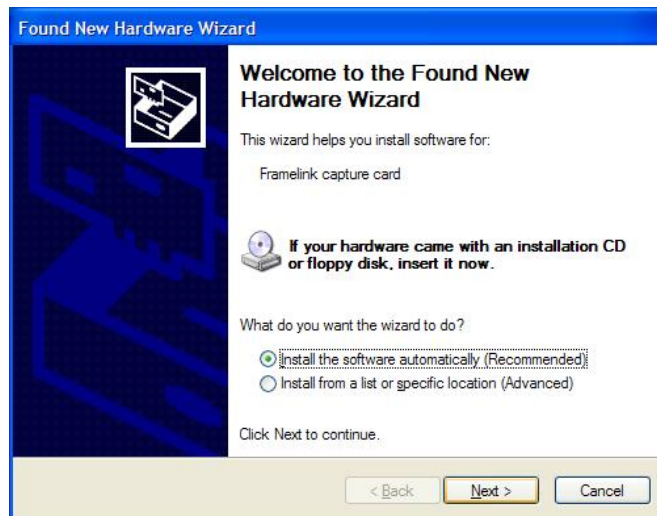 Found New Hardware Wizard
Welcome to the Found New
Hardware Wizard
This wizard helps you install software for:
Framelink capture card
If your hardware came with an installation CD
or floppy disk, insert it now.
What do you want the wizard to do?
Install the software automatically (Recommended)
Install from a list or specific location (Advanced)
Click Next to continue.
< Back Next > Cancel